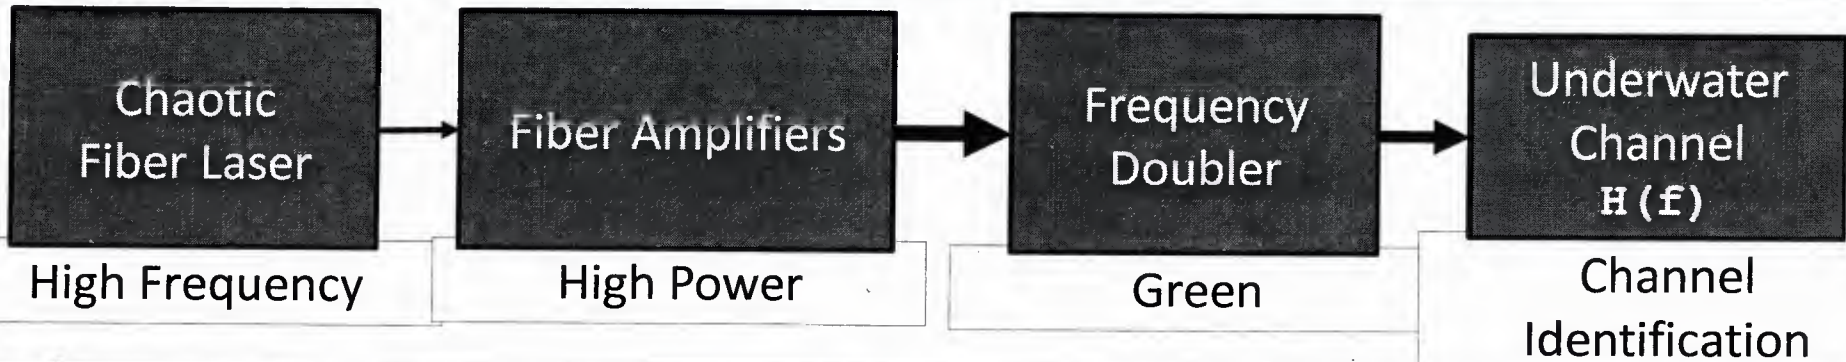 Chaotic
Fiber Laser
Fiber Amplifiers
Frequency
Doubler
Underwater
Channel
H(f)
High Frequency
High Power
Green
Channel
Identification